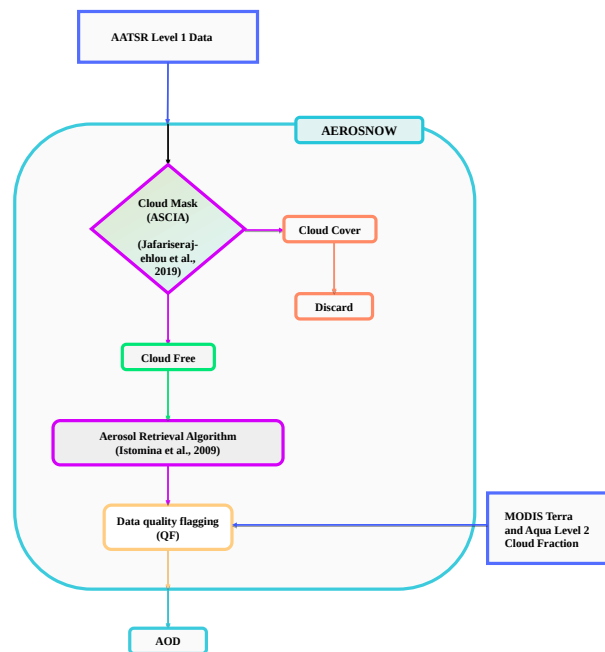 AATSR Level 1 Data
AEROSNOW
Cloud Mask
(ASCIA)
(Jafariseraj-
ehlou et al.,
2019)
Cloud Cover
Discard
Cloud Free
Aerosol Retrieval Algorithm
(Istomina et al., 2009)
Data quality flagging
(QF)
MODIS Terra
and Aqua Level 2
Cloud Fraction
AOD